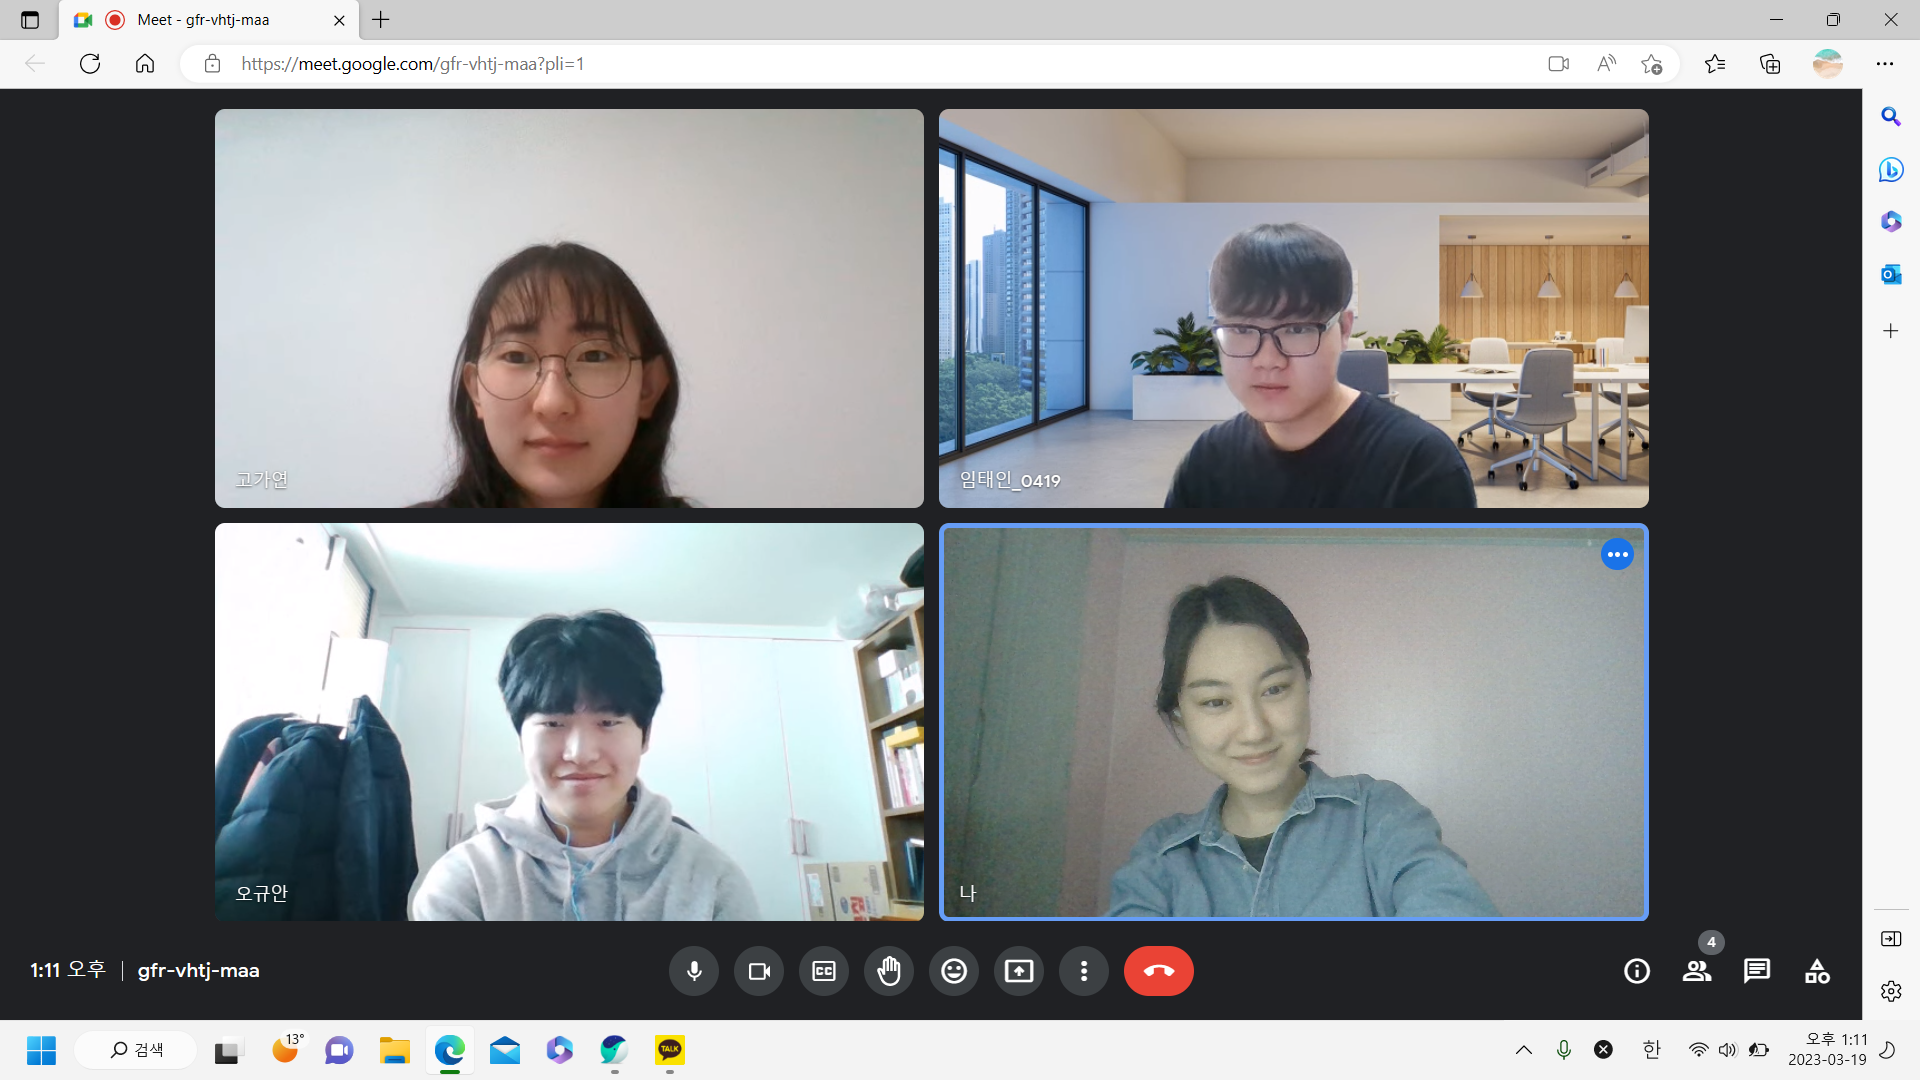 Meet - gfr-vhtj-maa
https://meet.google.com/gfr-vhtj-maa?pli=1
고가연
임태인_0419
오규안
나
1:11 오후 | gfr-vhtj-maa
CC
4
검색
13°
TALK
한
오후 1:11
2023-03-19